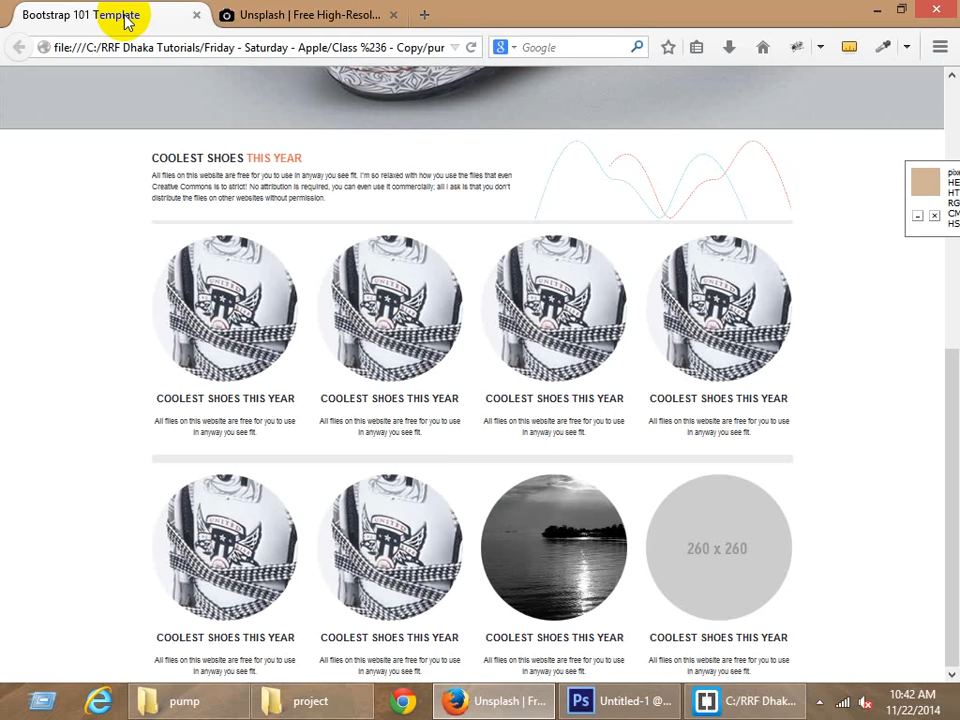 Bootstrap 101 Template
Unsplash | Free High-Resol...
file:///C:/RRF Dhaka Tutorials/Friday - Saturday - Apple/Class %236 - Copy/pur
Google
COOLEST SHOES THIS YEAR
All files on this website are free for you to use in anyway you see fit. I'm so relaxed with how you use the files that even
Creative Commons is to strict! No attribution is required, you can even use it commercially; all i ask is that you don't
distribute the files on other websites without permission.
pix
HE
HT
RG
CM
HS
UNITED
UNITED
UNITED
UNITED
COOLEST SHOES THIS YEAR
COOLEST SHOES THIS YEAR
COOLEST SHOES THIS YEAR
COOLEST SHOES THIS YEAR
All files on this website are free for you to use
in anyway you see fit.
All files on this website are free for you to use
in anyway you see fit.
All files on this website are free for you to use
in anyway you see fit.
All files on this website are free for you to use
in anyway you see fit.
UNITED
UNITED
260 x 260
COOLEST SHOES THIS YEAR
COOLEST SHOES THIS YEAR
COOLEST SHOES THIS YEAR
COOLEST SHOES THIS YEAR
All files on this website are free for you to use
in anyway you see fit.
All files on this website are free for you to use
in anyway you see fit.
All files on this website are free for you to use
in anyway you see fit.
All files on this website are free for you to use
in anyway you see fit.
pump
project
Unsplash | Fr...
Untitled-1 @...
C:/RRF Dhak...
10:42 AM
11/22/2014